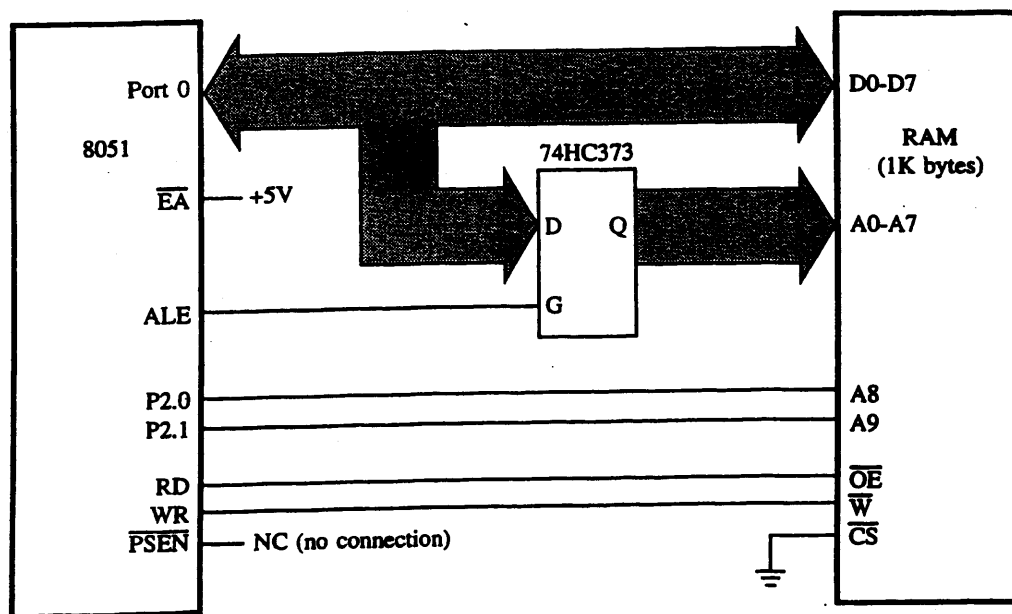 Port 0
8051
EA
+5V
ALE
P2.0
P2.1
RD
WR
PSEN
NC (no connection)
74HC373
D
Q
G
D0-D7
RAM
(1K bytes)
A0-A7
A8
A9
OE
W
CS